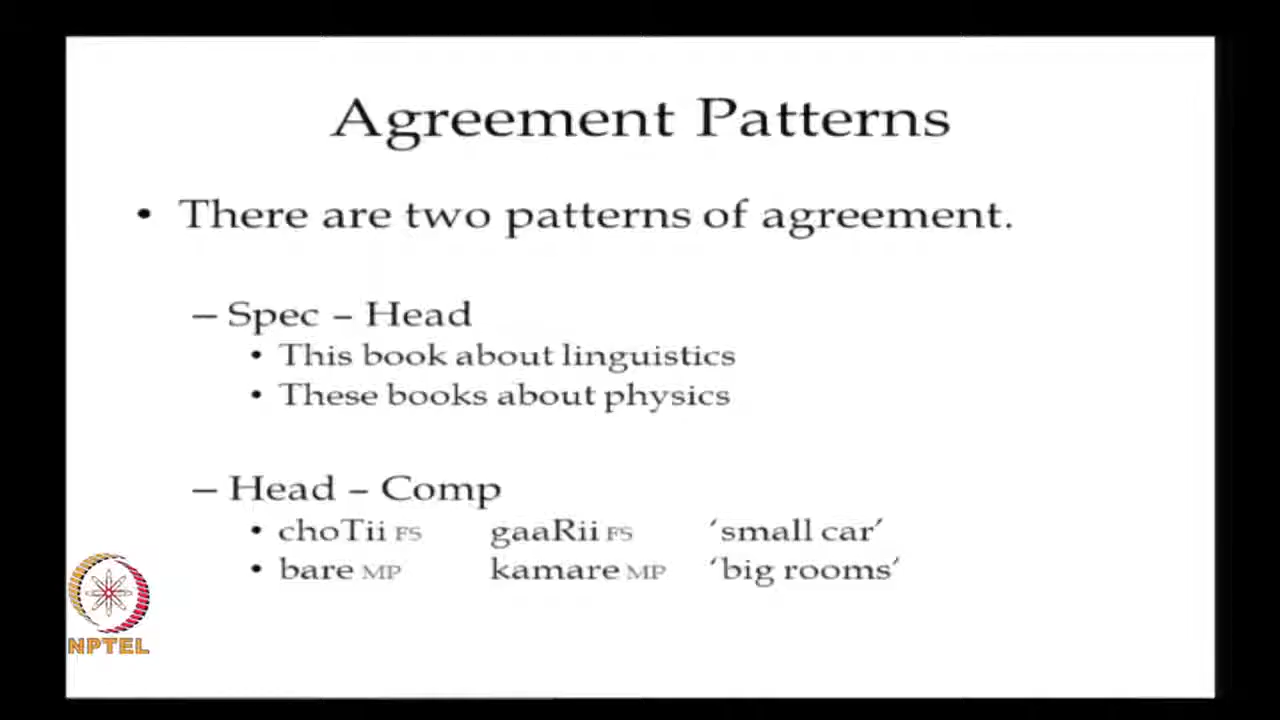 Agreement Patterns
• There are two patterns of agreement.
– Spec – Head
• This book about linguistics
• These books about physics
– Head – Comp
• choTii FS gaaRii FS ‘small car’
• bare MP kamare MP ‘big rooms’
NPTEL